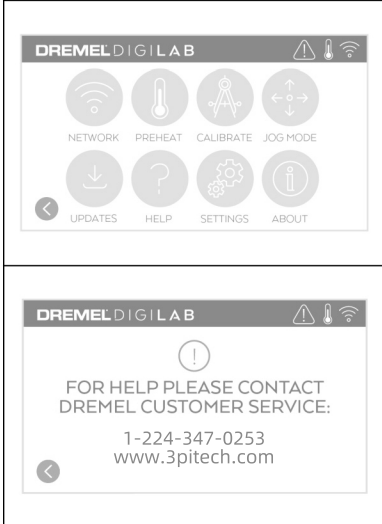 DREMEL DIGILAB
NETWORK PREHEAT CALIBRATE JOG MODE
UPDATES HELP SETTINGS ABOUT
DREMEL DIGILAB
FOR HELP PLEASE CONTACT
DREMEL CUSTOMER SERVICE:
1-224-347-0253
www.3pitech.com